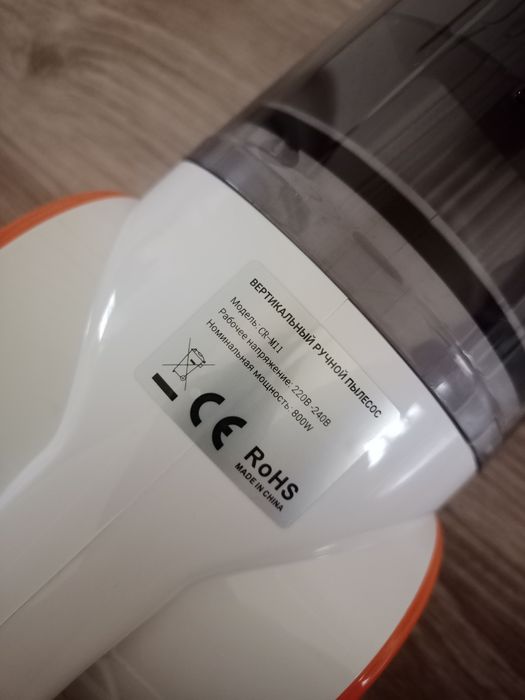 ВЕРТИКАЛЬНЫЙ РУЧНОЙ ПЫЛЕСОС
Модель: CR-M11
Рабочее напряжение: 220В-240В
Номинальная мощность: 800W
CE
RoHS
MADE IN CHINA